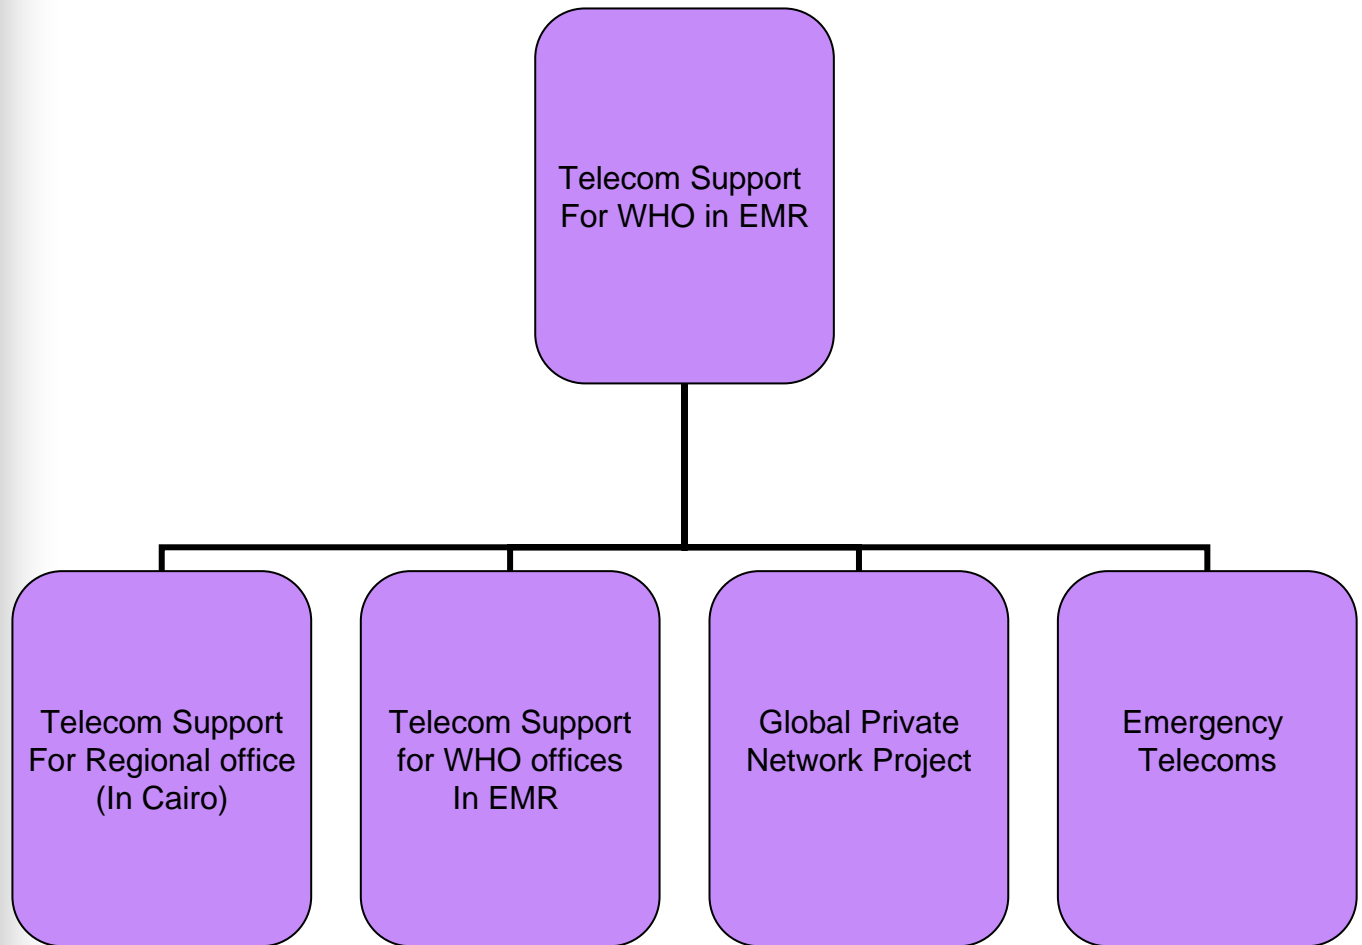 Telecom Support
For WHO in EMR
Telecom Support
For Regional office
(In Cairo)
Telecom Support
for WHO offices
In EMR
Global Private
Network Project
Emergency
Telecoms